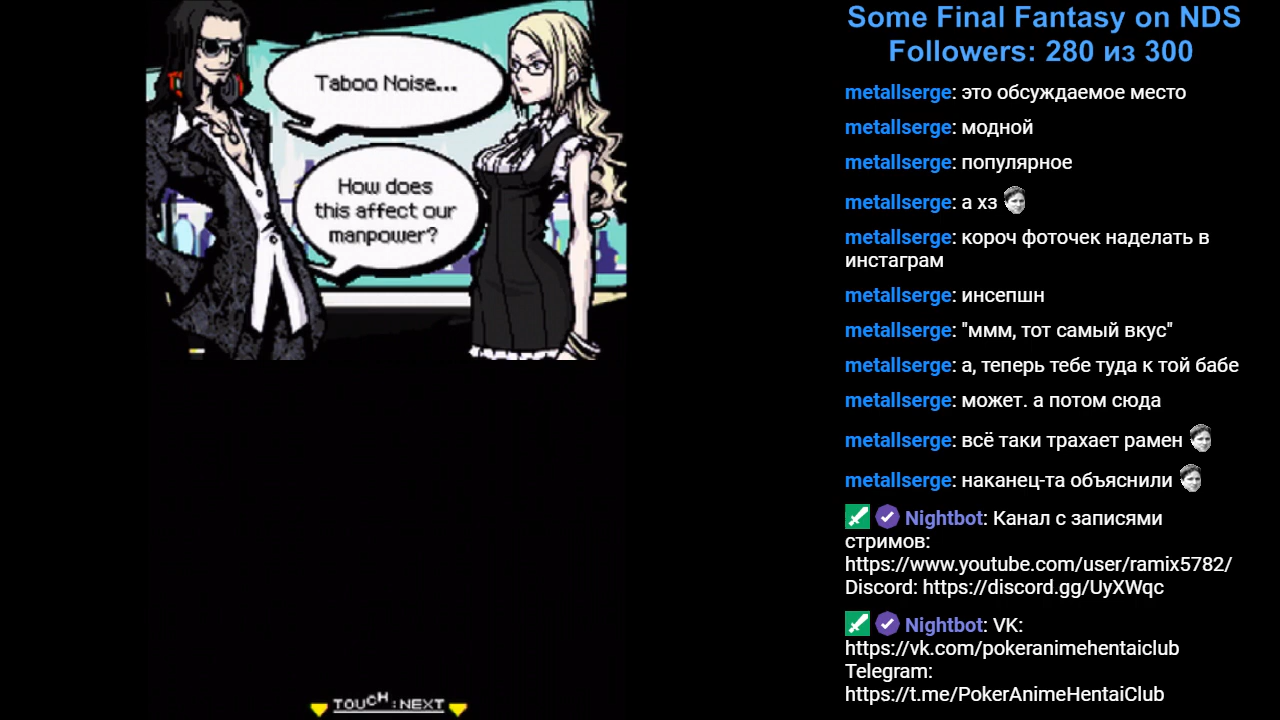 Taboo Noise...
How does
this affect our
manpower?
TOUCH:NEXT
Some Final Fantasy on NDS
Followers: 280 из 300
metallserge: это обсуждаемое место
metallserge: модной
metallserge: популярное
metallserge: а хз
metallserge: короч фоточек наделать в
инстаграм
metallserge: инсепшн
metallserge: "ммм, тот самый вкус"
metallserge: а, теперь тебе туда к той бабе
metallserge: может. а потом сюда
metallserge: всё таки трахает рамен
metallserge: наканец-та объяснили
Nightbot: Канал с записями
стримов:
https://www.youtube.com/user/ramix5782/
Discord: https://discord.gg/UyXWqc
Nightbot: VK:
https://vk.com/pokeranimehentaiclub
Telegram:
https://t.me/PokerAnimeHentaiClub